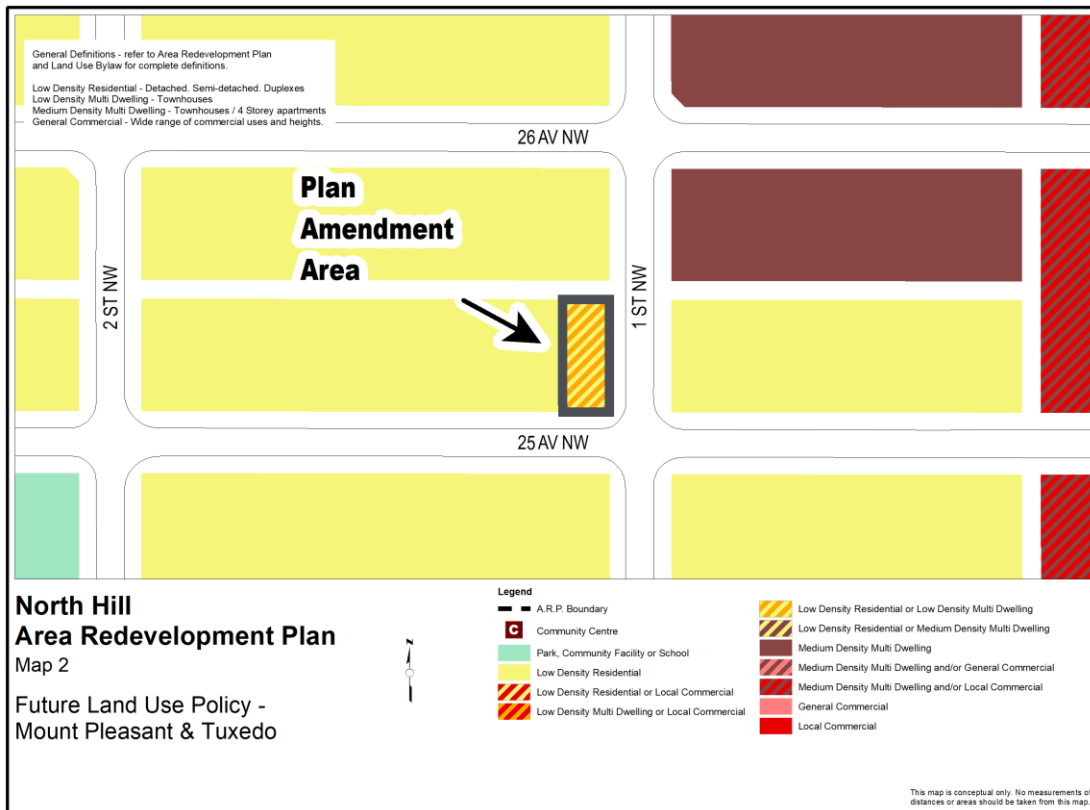 General Definitions - refer to Area Redevelopment Plan
and Land Use Bylaw for complete definitions.
Low Density Residential - Detached. Semi-detached. Duplexes
Low Density Multi Dwelling - Townhouses
Medium Density Multi Dwelling - Townhouses / 4 Storey apartments
General Commercial - Wide range of commercial uses and heights.
26 AV NW
Plan
Amendment
Area
2 ST NW
1 ST NW
25 AV NW
North Hill
Area Redevelopment Plan
Map 2
Future Land Use Policy -
Mount Pleasant & Tuxedo
N
Legend
A.R.P. Boundary
C
Community Centre
Park, Community Facility or School
Low Density Residential
Low Density Residential or Local Commercial
Low Density Multi Dwelling or Local Commercial
Low Density Residential or Low Density Multi Dwelling
Low Density Residential or Medium Density Multi Dwelling
Medium Density Multi Dwelling
Medium Density Multi Dwelling and/or General Commercial
Medium Density Multi Dwelling and/or Local Commercial
General Commercial
Local Commercial
This map is conceptual only. No measurements of
distances or areas should be taken from this map.